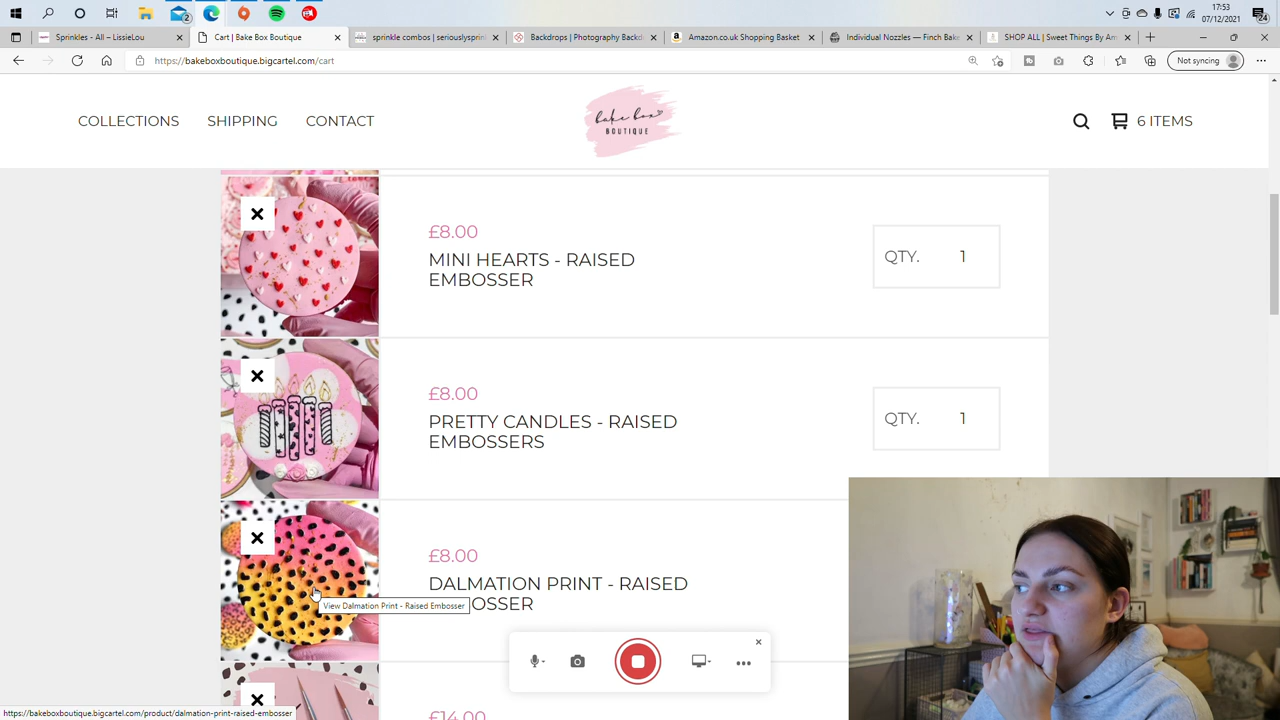 17:53
07/12/2021
24
2
Sprinkles - All – LissieLou
Cart | Bake Box Boutique
sprinkle combos | seriouslysprin
Backdrops | Photography Backd
Amazon.co.uk Shopping Basket
Individual Nozzles — Finch Bake
SHOP ALL | Sweet Things By Am
https://bakeboxboutique.bigcartel.com/cart
Not syncing
COLLECTIONS
SHIPPING
CONTACT
bake box
BOUTIQUE
6 ITEMS
£8.00
MINI HEARTS - RAISED
EMBOSSER
QTY. 1
£8.00
PRETTY CANDLES - RAISED
EMBOSSERS
QTY. 1
£8.00
DALMATION PRINT - RAISED
OSSER
View Dalmation Print - Raised Embosser
£14.00
https://bakeboxboutique.bigcartel.com/product/dalmation-print-raised-embosser